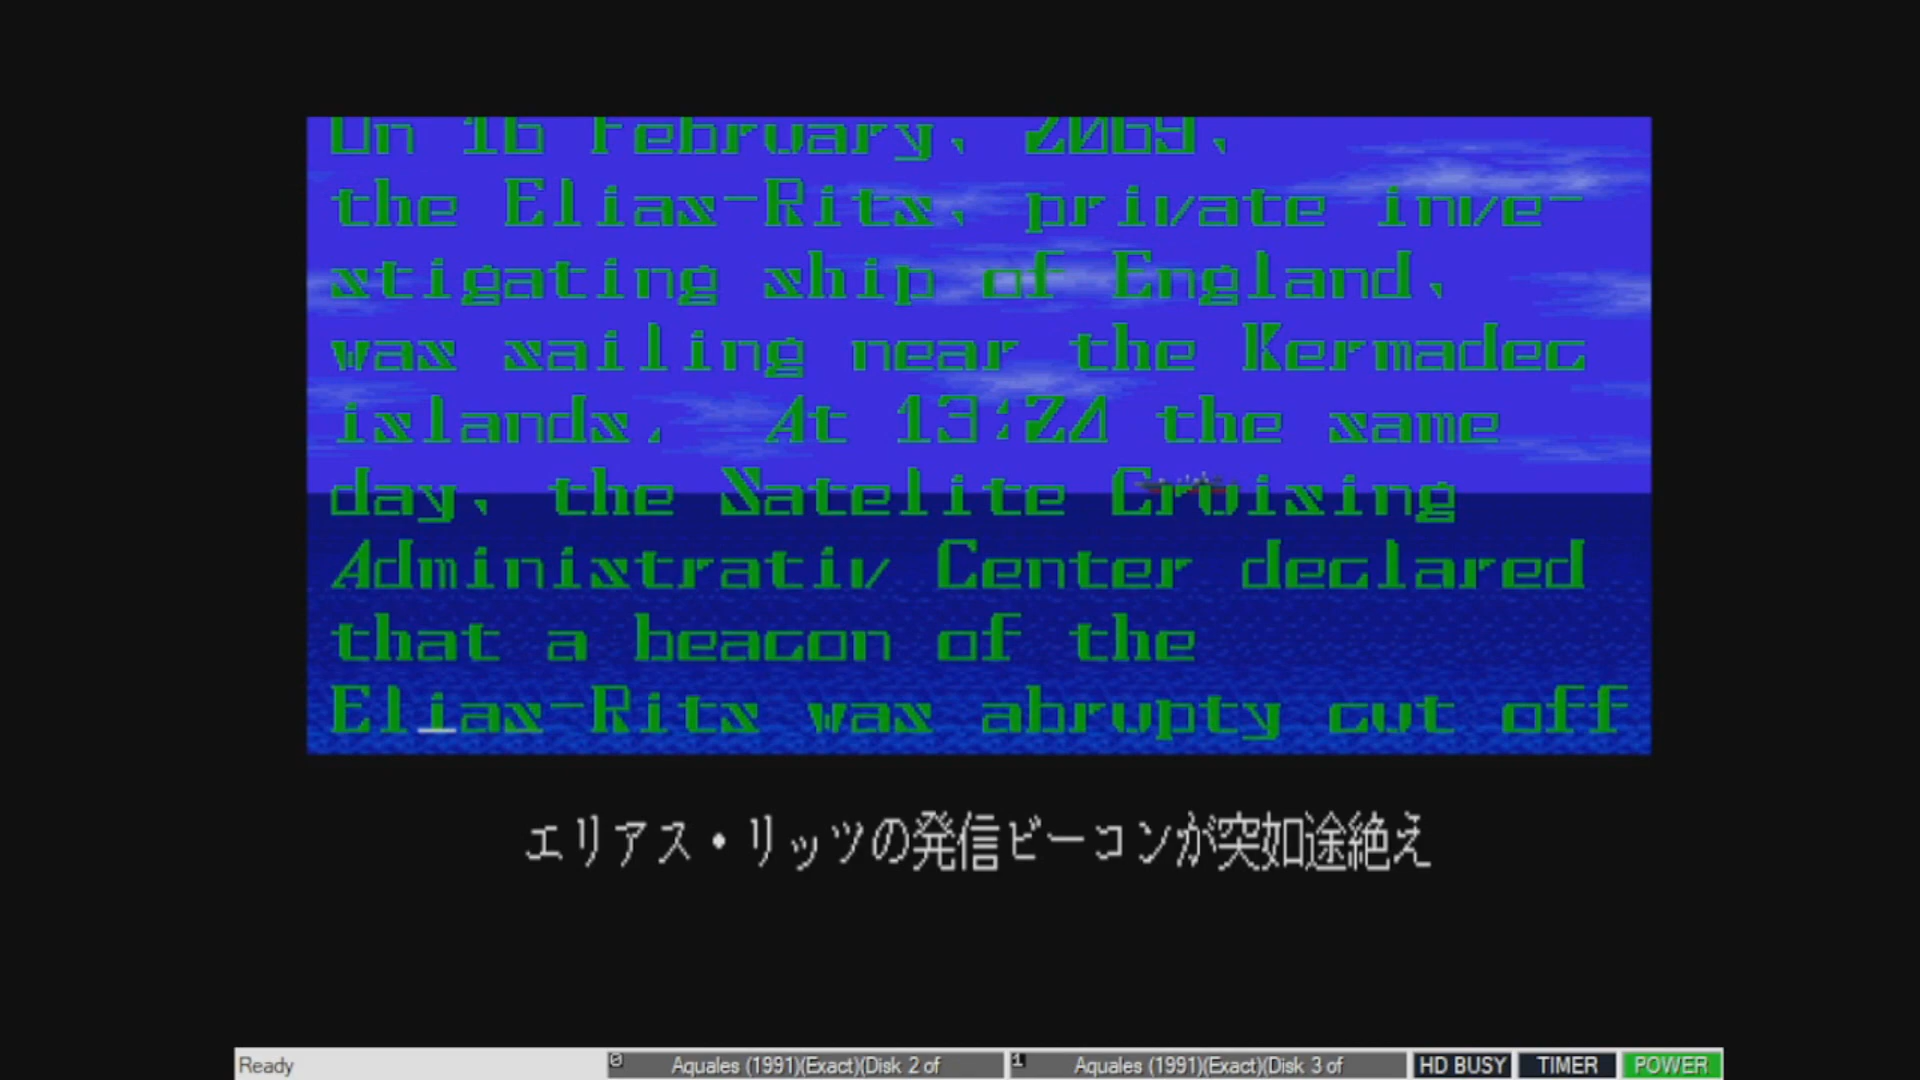 On 16 February, 2069,
the Elias-Rits, private inve-
stigating ship of England,
was sailing near the Kermadec
islands. At 13:24 the same
day, the Satelite Cruising
Administrativ Center declared
that a beacon of the
Elias-Rits was abrupty cut off
エリアス・リッツの発信ビーコンが突如途絶え
Ready 0 Aquales (1991)(Exact)(Disk 2 of 1 Aquales (1991)(Exact)(Disk 3 of HD BUSY TIMER POWER